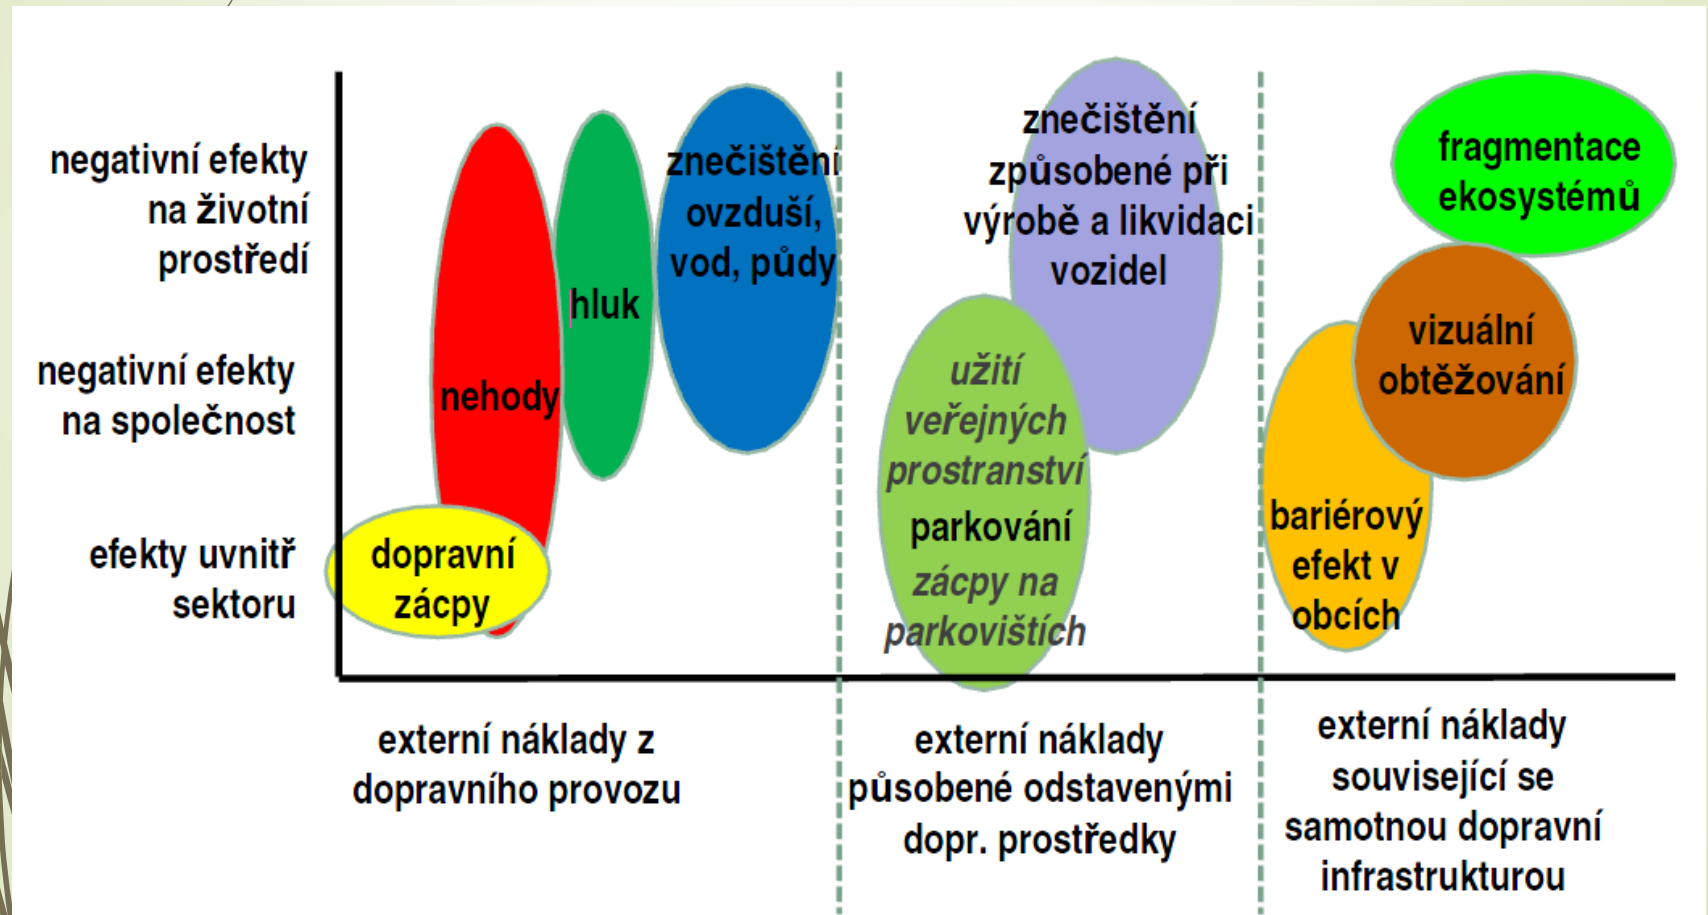 negativní efekty
na životní
prostředí
negativní efekty
na společnost
efekty uvnitř
sektoru
nehody
hluk
znečištění
ovzduší,
vod, půdy
dopravní
zácpy
znečištění
způsobené při
výrobě a likvidaci
vozidel
užití
veřejných
prostranství
parkování
zácpy na
parkovištích
fragmentace
ekosystémů
vizuální
obtěžování
bariérový
efekt v
obcích
externí náklady z
dopravního provozu
externí náklady
působené odstavenými
dopr. prostředky
externí náklady
související se
samotnou dopravní
infrastrukturou